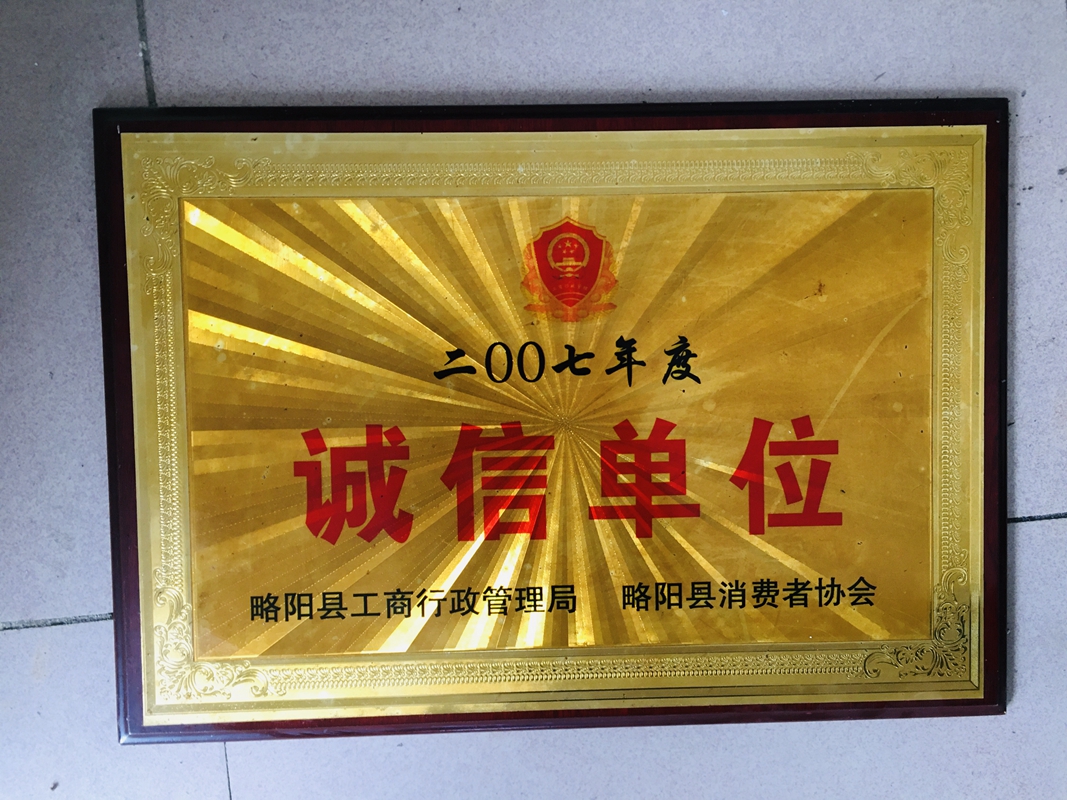 二00七年度
诚信单位
略阳县工商行政管理局 略阳县消费者协会